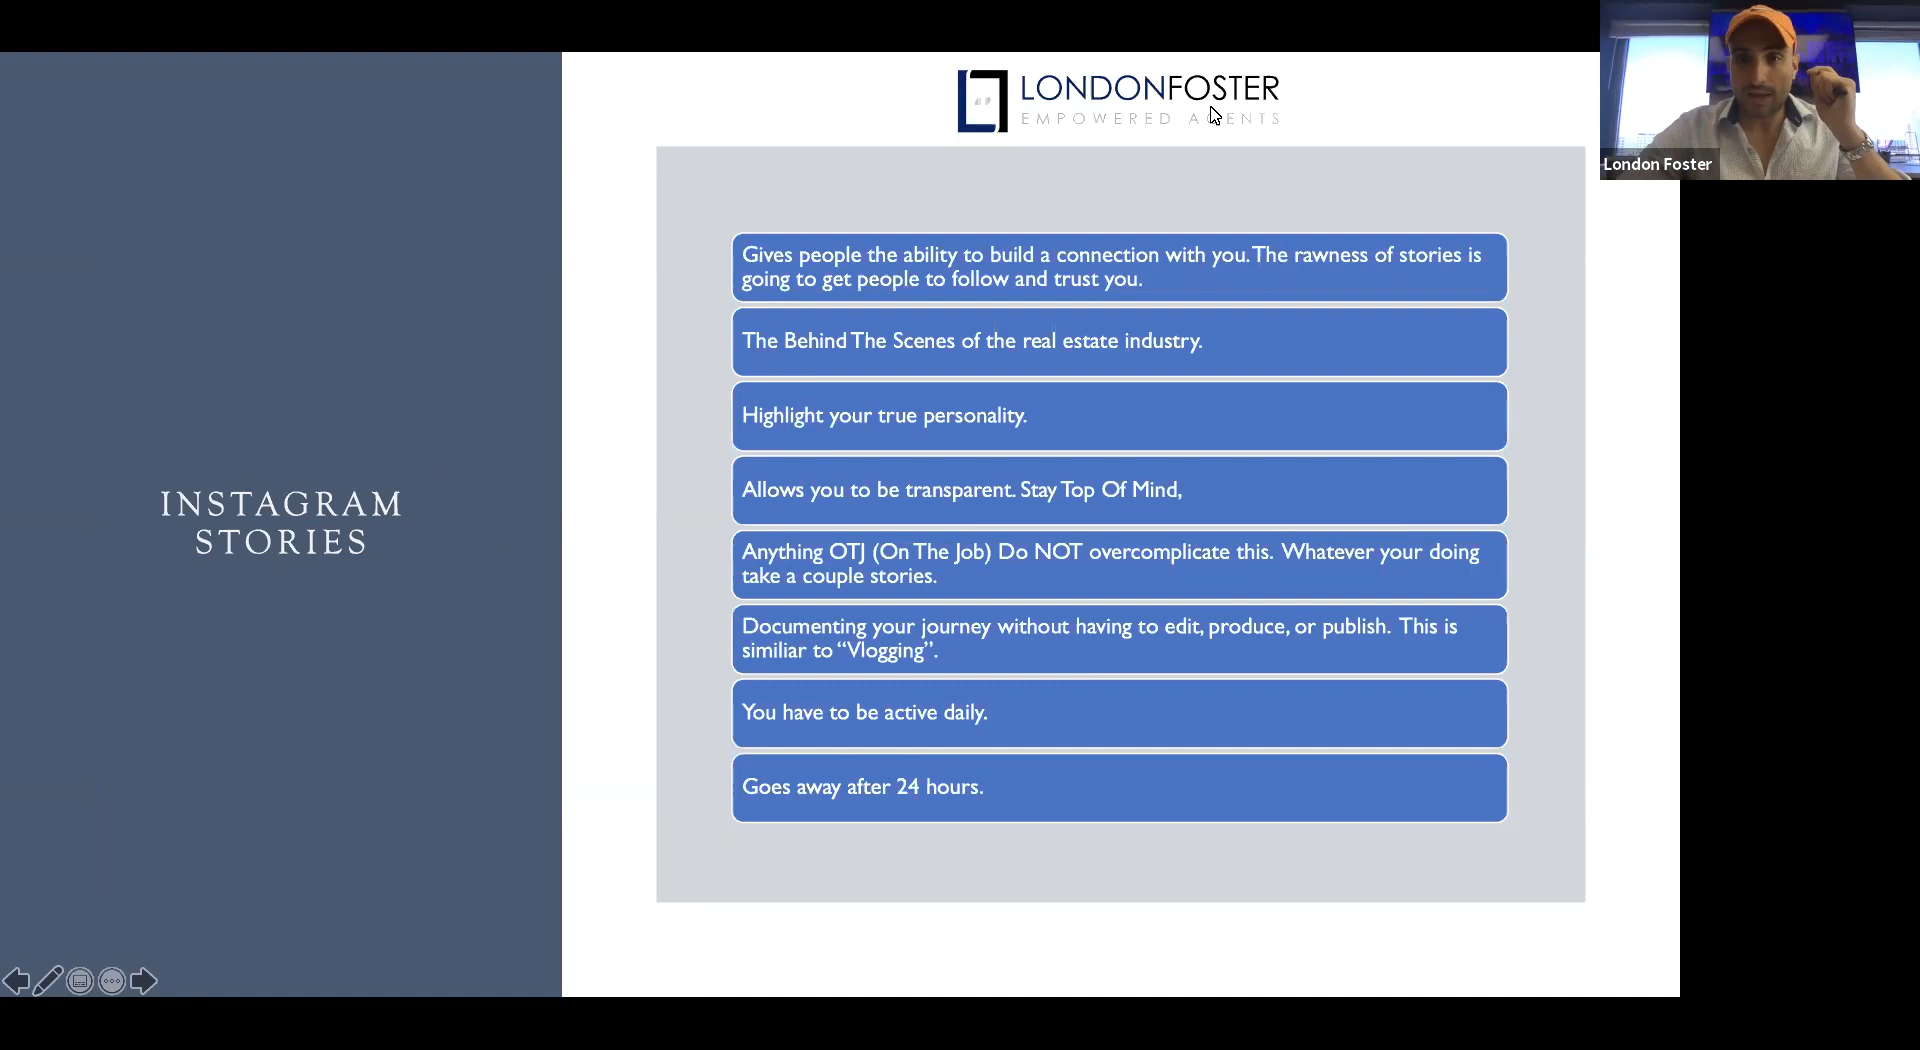 LONDONFOSTER
EMPOWERED AGENTS
London Foster
INSTAGRAM
STORIES
Gives people the ability to build a connection with you. The rawness of stories is
going to get people to follow and trust you.
The Behind The Scenes of the real estate industry.
Highlight your true personality.
Allows you to be transparent. Stay Top Of Mind,
Anything OTJ (On The Job) Do NOT overcomplicate this. Whatever your doing
take a couple stories.
Documenting your journey without having to edit, produce, or publish. This is
similiar to “Vlogging”.
You have to be active daily.
Goes away after 24 hours.